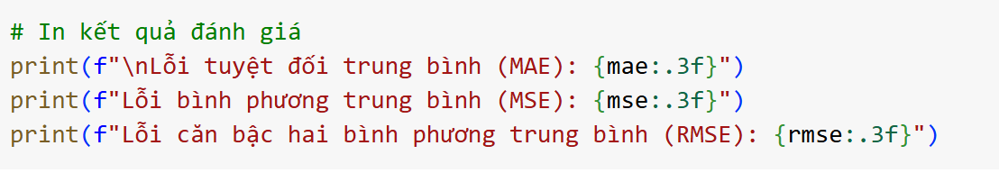 # In kết quả đánh giá
print(f"\nLỗi tuyệt đối trung bình (MAE): {mae:.3f}")
print(f"Lỗi bình phương trung bình (MSE): {mse:.3f}")
print(f"Lỗi căn bậc hai bình phương trung bình (RMSE): {rmse:.3f}")